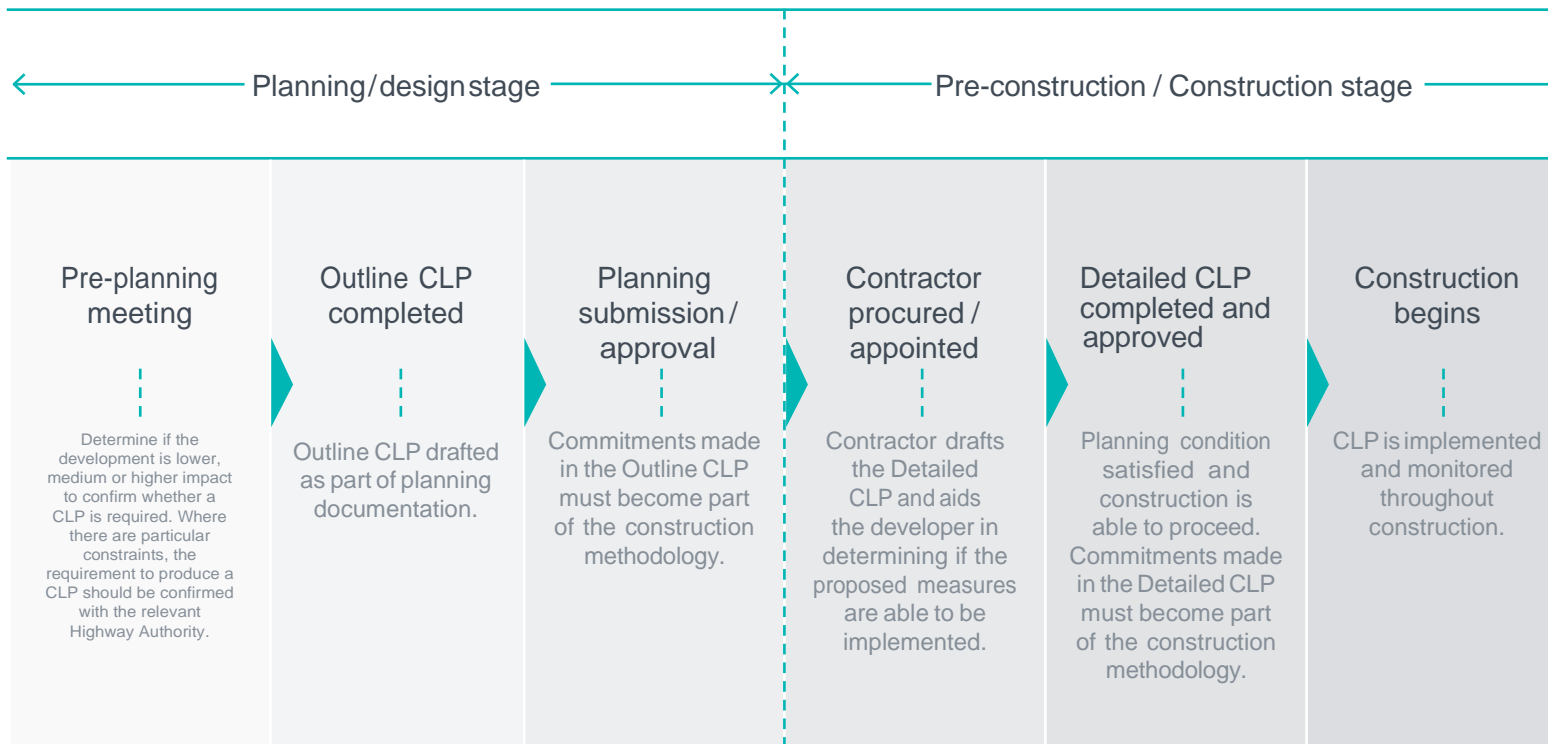 Planning/design stage
Pre-construction / Construction stage
Pre-planning
meeting
Determine if the
development is lower,
medium or higher impact
to confirm whether a
CLP is required. Where
there are particular
constraints, the
requirement to produce a
CLP should be confirmed
with the relevant
Highway Authority.
Outline CLP
completed
Outline CLP drafted
as part of planning
documentation.
Planning
submission /
approval
Commitments made
in the Outline CLP
must become part
of the construction
methodology.
Contractor
procured /
appointed
Contractor drafts
the Detailed
CLP and aids
the developer in
determining if the
proposed measures
are able to be
implemented.
Detailed CLP
completed and
approved
Planning condition
satisfied and
construction is
able to proceed.
Commitments made
in the Detailed CLP
must become part
of the construction
methodology.
Construction
begins
CLP is implemented
and monitored
throughout
construction.